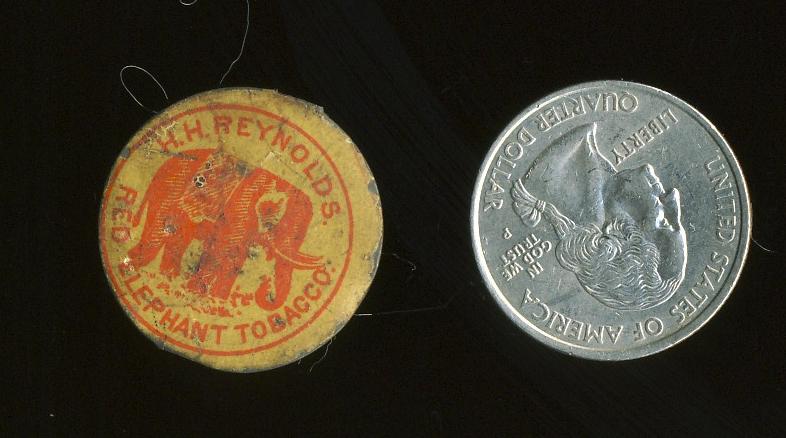 H.H. REYNOLDS.
RED ELEPHANT TOBACCO.
UNITED STATES OF AMERICA
LIBERTY
IN
GOD WE
TRUST
P
QUARTER DOLLAR